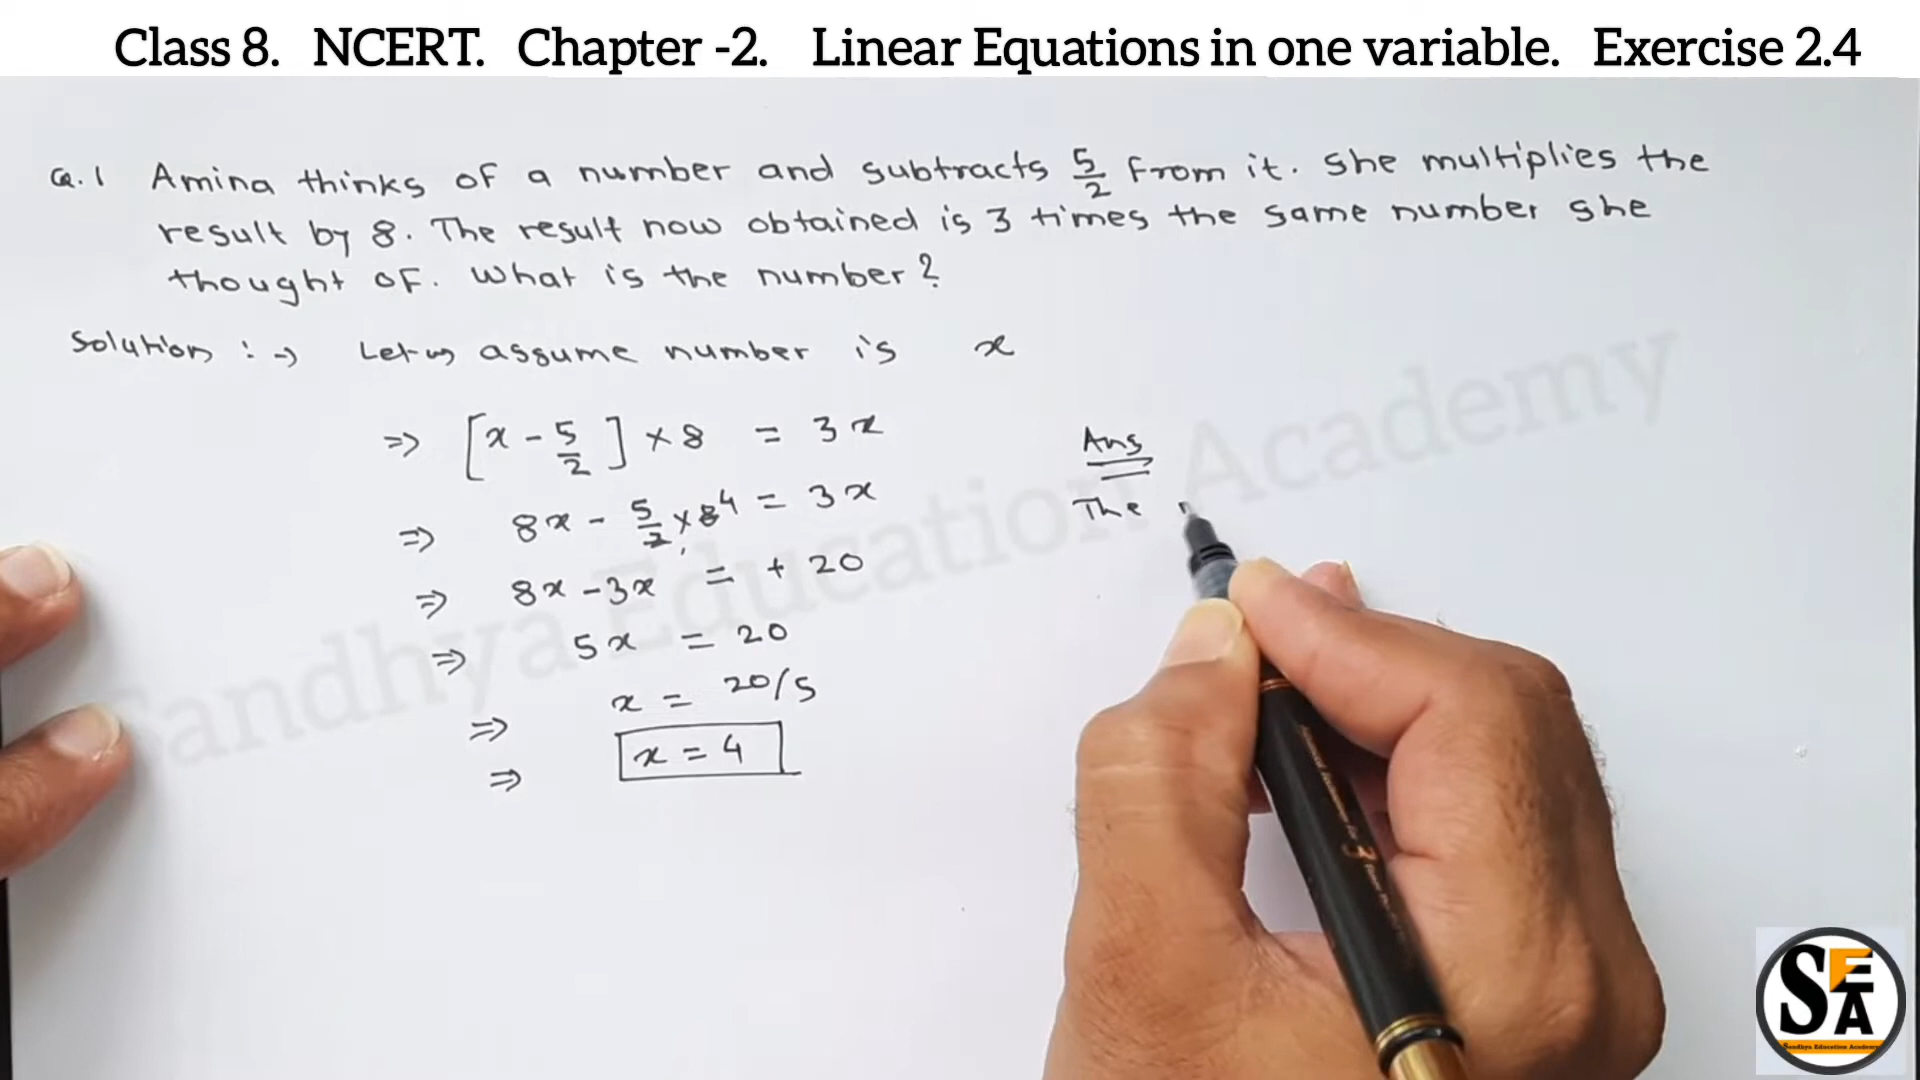 Class 8. NCERT. Chapter -2. Linear Equations in one variable. Exercise 2.4
Q.1 Amina thinks of a number and subtracts 5/2 from it. She multiplies the
result by 8. The result now obtained is 3 times the same number she
thought of. What is the number?
Solution :→ Let us assume number is x
⇒ [x - 5/2] × 8 = 3x
⇒ 8x - 5/2 × 8 4 = 3x
⇒ 8x - 3x = + 20
⇒ 5x = 20
⇒ x = 20/5
⇒ x = 4
Ans
The
Sandhya Education Academy
SEA
Sandhya Education Academy